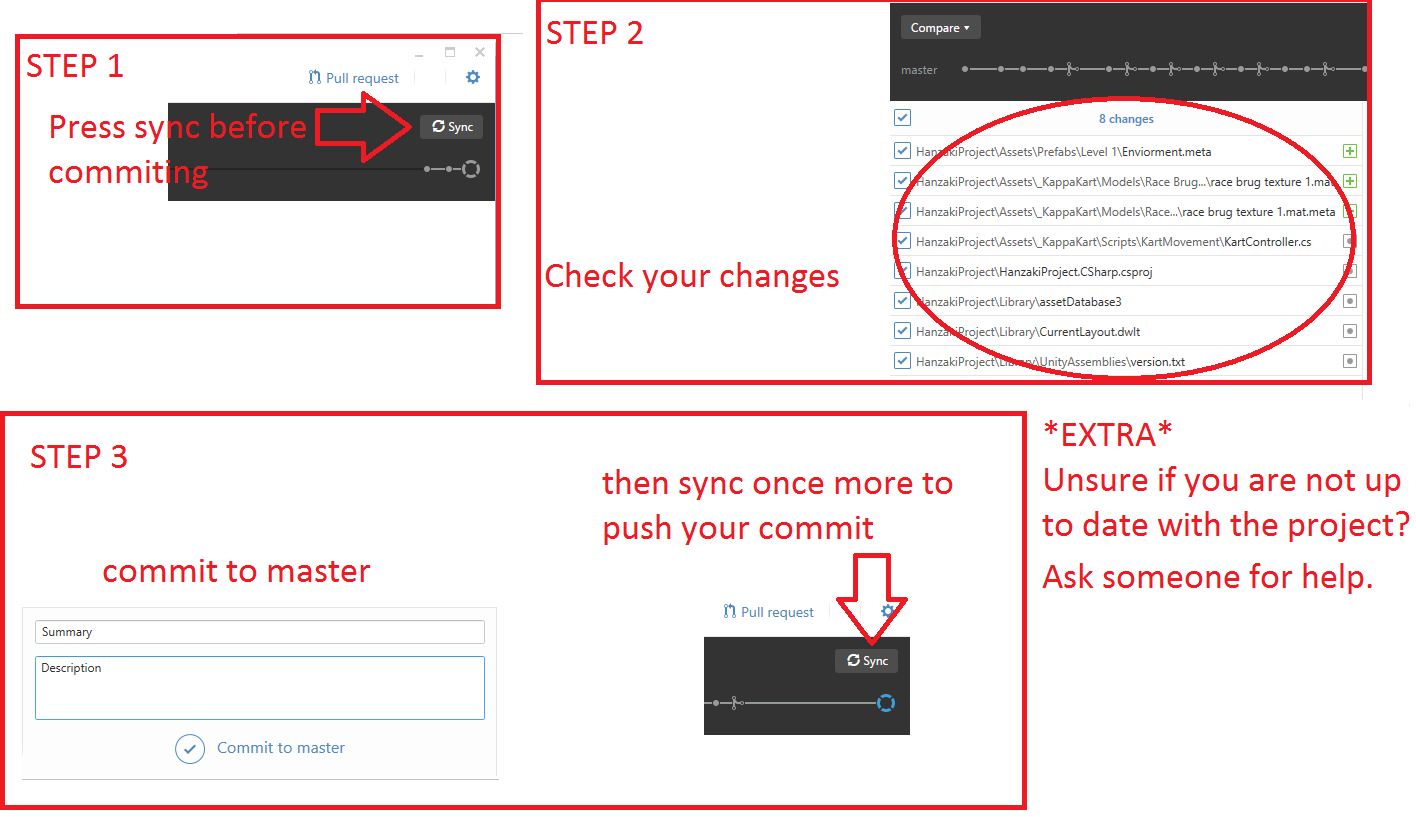 STEP 1
Pull request
Press sync before
commiting
Sync
STEP 2
Compare
master
8 changes
HanzakiProject\Assets\Prefabs\Level 1\Enviorment.meta
HanzakiProject\Assets\_KappaKart\Models\Race Brug...\race brug texture 1.mat
HanzakiProject\Assets\_KappaKart\Models\Race...\race brug texture 1.mat.meta
HanzakiProject\Assets\_KappaKart\Scripts\KartMovement\KartController.cs
HanzakiProject\HanzakiProject.CSharp.csproj
HanzakiProject\Library\assetDatabase3
HanzakiProject\Library\CurrentLayout.dwlt
HanzakiProject\Library\UnityAssemblies\version.txt
Check your changes
STEP 3
commit to master
Summary
Description
Commit to master
then sync once more to
push your commit
Pull request
Sync
*EXTRA*
Unsure if you are not up
to date with the project?
Ask someone for help.